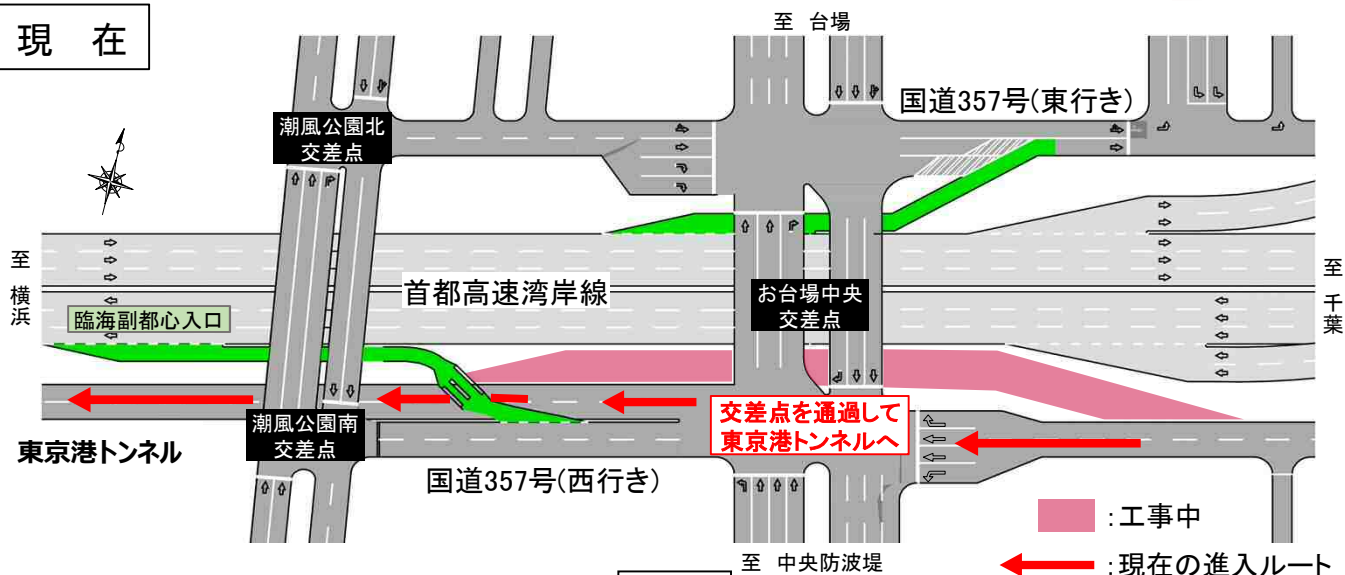 現 在
至 台場
国道357号(東行き)
潮風公園北
交差点
至 横浜
首都高速湾岸線
お台場中央
交差点
至 千葉
臨海副都心入口
潮風公園南
交差点
交差点を通過して
東京港トンネルへ
東京港トンネル
国道357号(西行き)
:工事中
至 中央防波堤
:現在の進入ルート